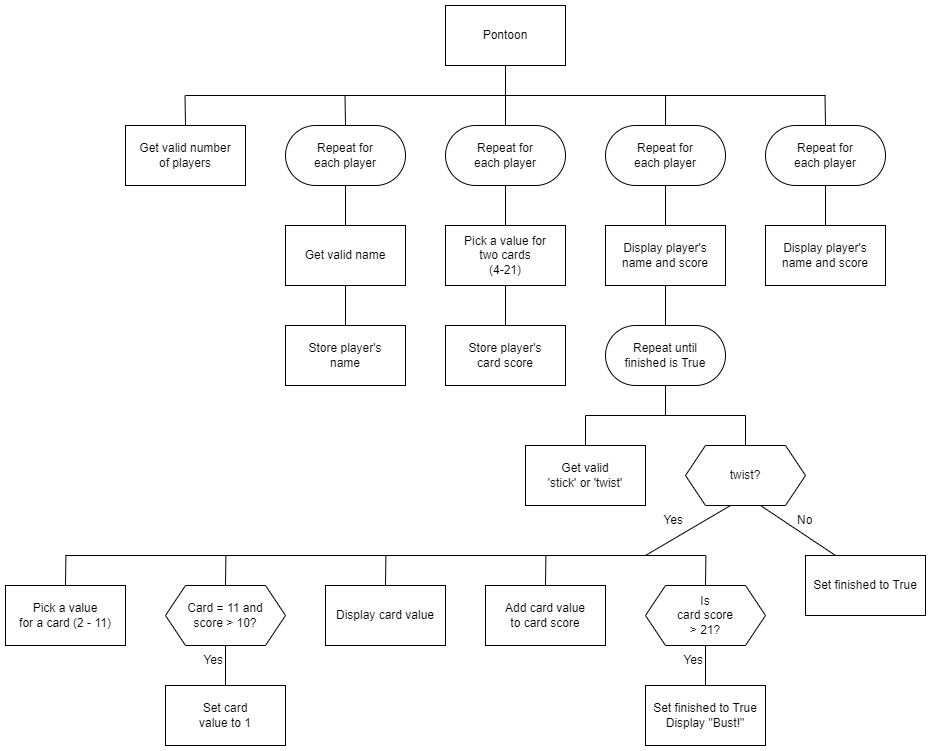 Pontoon
Get valid number
of players
Repeat for
each player
Repeat for
each player
Repeat for
each player
Repeat for
each player
Get valid name
Pick a value for
two cards
(4-21)
Display player's
name and score
Display player's
name and score
Store player's
name
Store player's
card score
Repeat until
finished is True
Get valid
'stick' or 'twist'
twist?
Yes
No
Pick a value
for a card (2 - 11)
Card = 11 and
score > 10?
Display card value
Add card value
to card score
Is
card score
> 21?
Set finished to True
Yes
Yes
Set card
value to 1
Set finished to True
Display "Bust!"